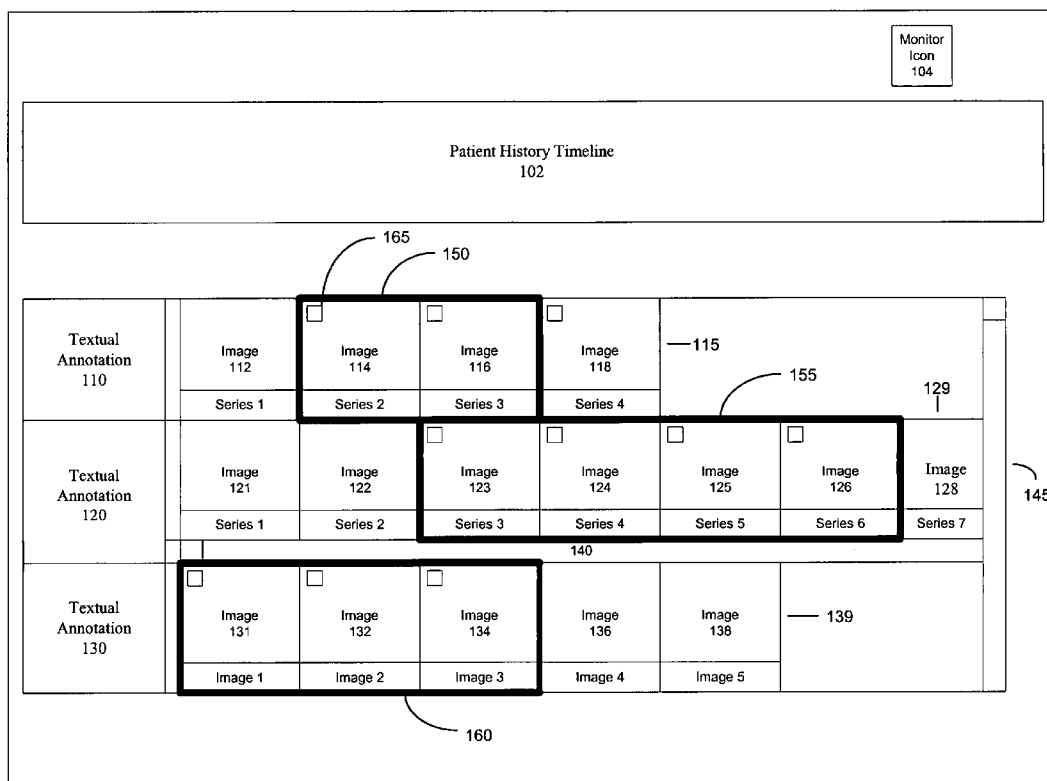 Monitor
Icon
104
Patient History Timeline
102
165
150
Textual
Annotation
110
Image
112
Series 1
Image
114
Series 2
Image
116
Series 3
Image
118
Series 4
115
155
129
Textual
Annotation
120
Image
121
Series 1
Image
122
Series 2
Image
123
Series 3
Image
124
Series 4
Image
125
Series 5
Image
126
Series 6
Image
128
Series 7
145
140
Textual
Annotation
130
Image
131
Image 1
Image
132
Image 2
Image
134
Image 3
Image
136
Image 4
Image
138
Image 5
139
160